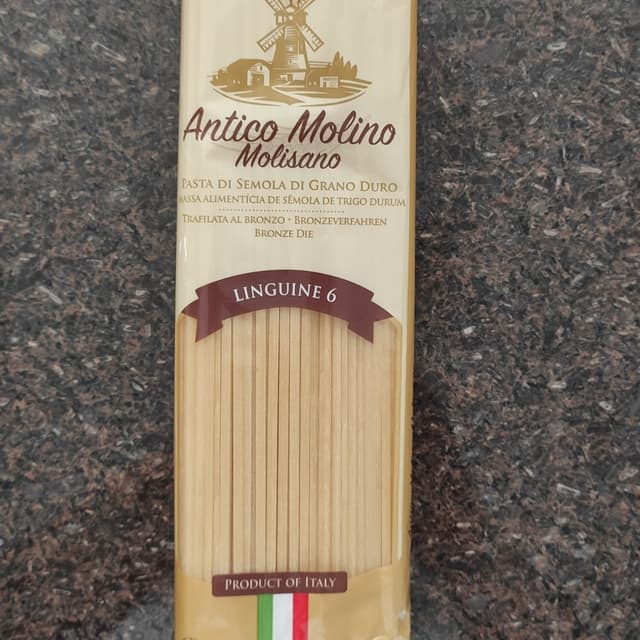 Antico Molino
Molisano
PASTA DI SEMOLA DI GRANO DURO
MASSA ALIMENTÍCIA DE SÊMOLA DE TRIGO DURUM
TRAFILATA AL BRONZO • BRONZEVERFAHREN
BRONZE DIE
LINGUINE 6
PRODUCT OF ITALY